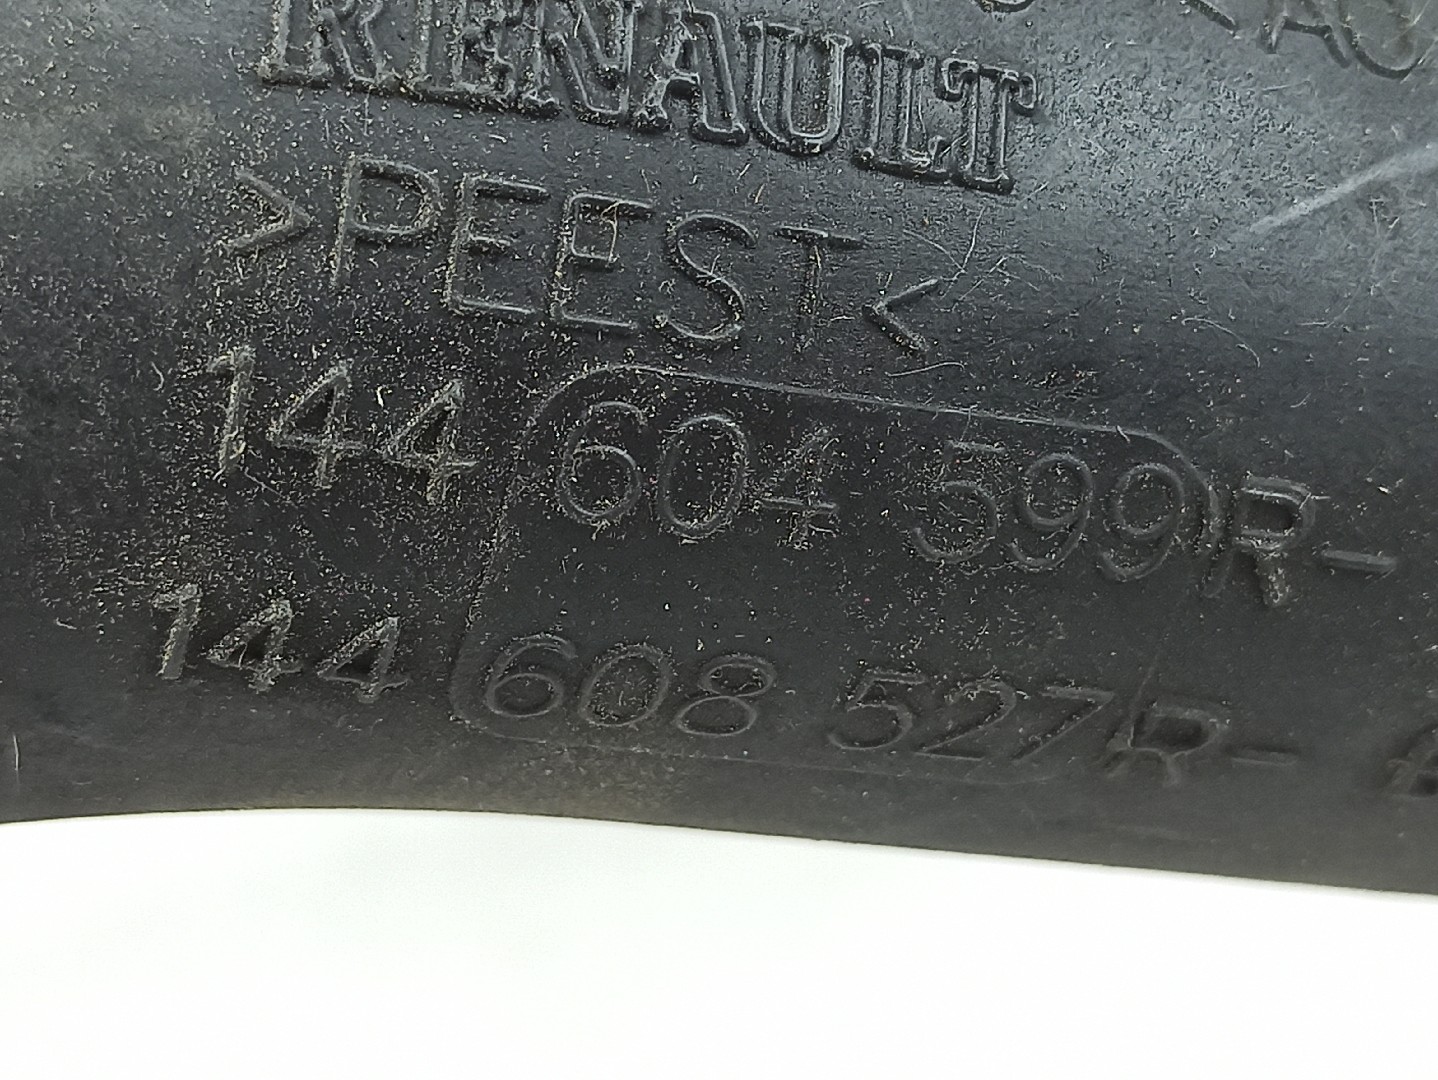 RENAULT
>PEEST<
144 604 599R-
144 608 527R-